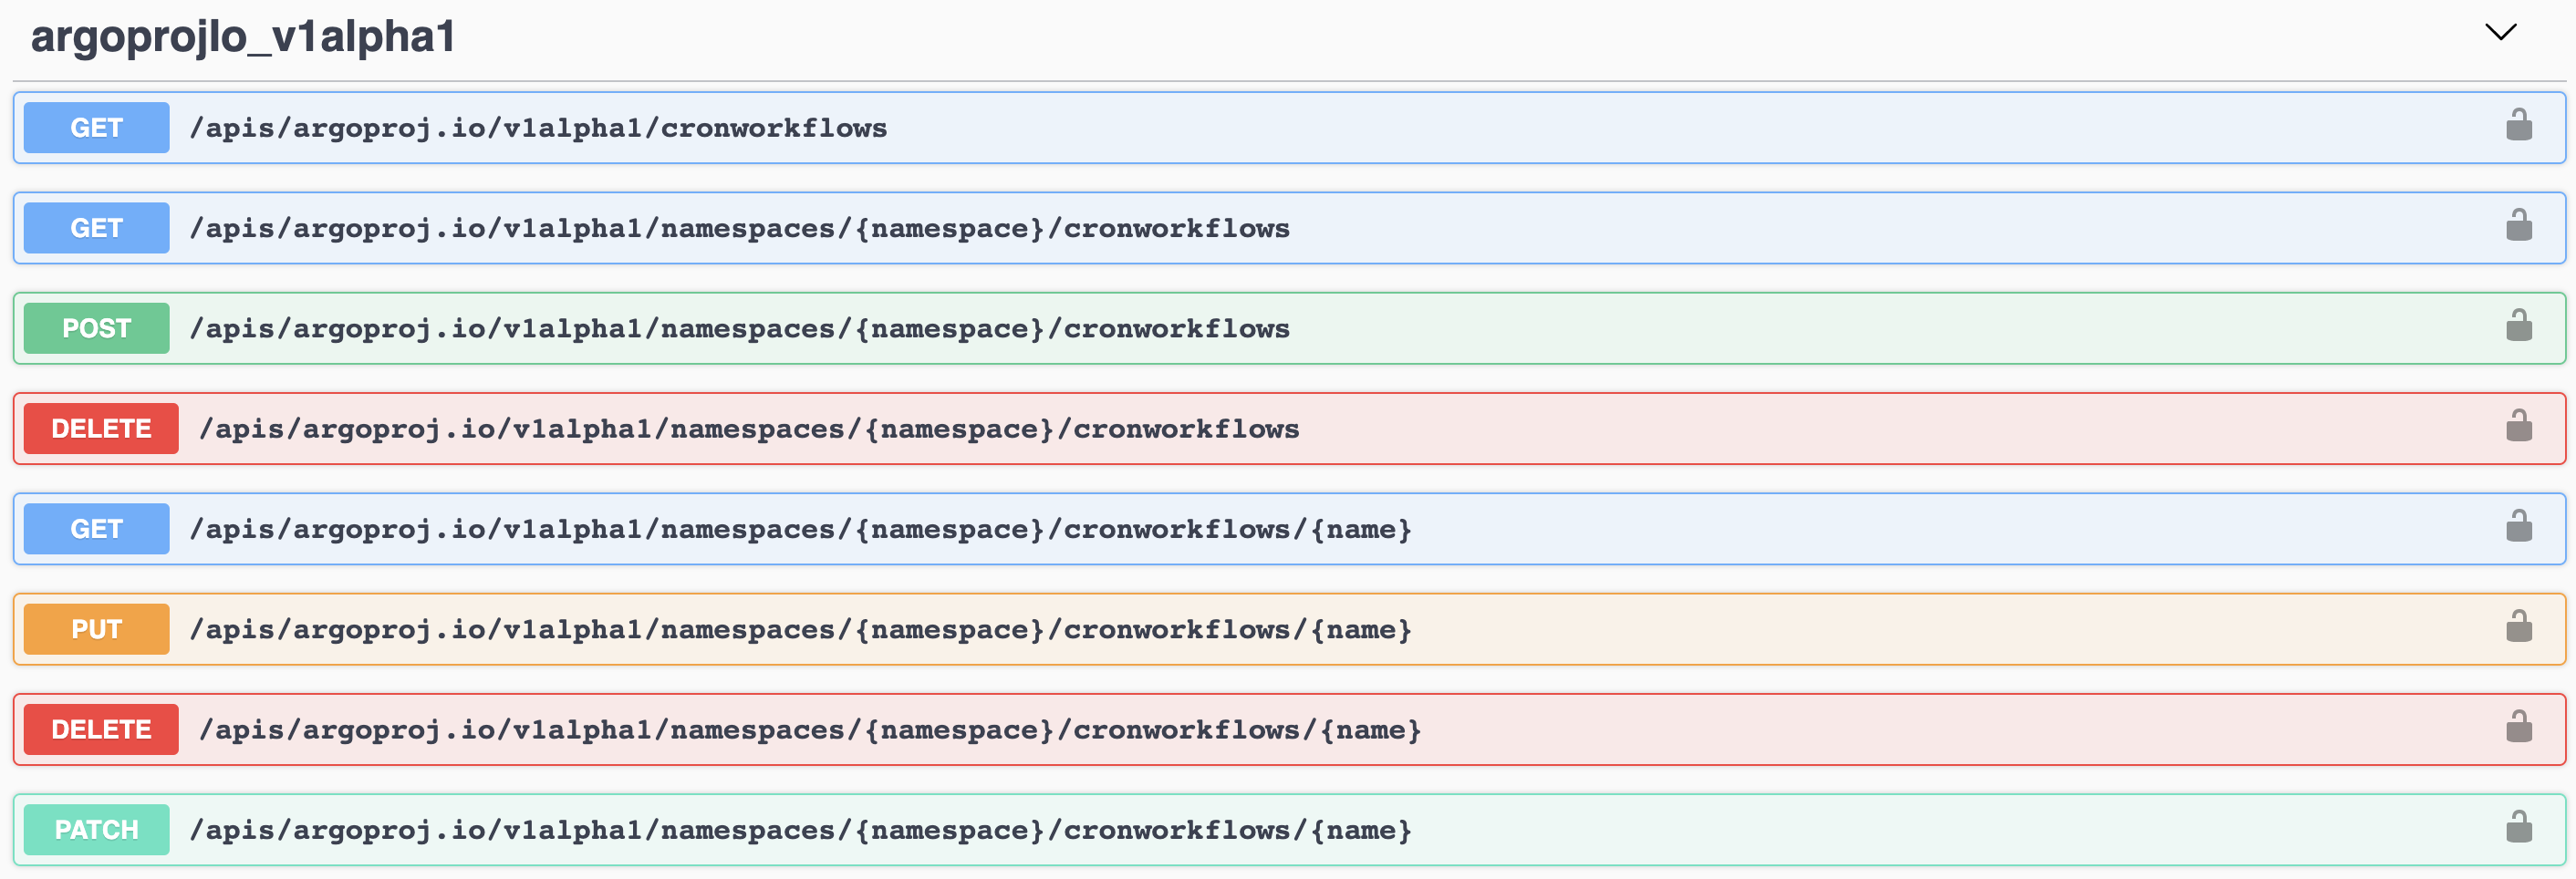 argoprojIo_v1alpha1
GET /apis/argoproj.io/v1alpha1/cronworkflows
GET /apis/argoproj.io/v1alpha1/namespaces/{namespace}/cronworkflows
POST /apis/argoproj.io/v1alpha1/namespaces/{namespace}/cronworkflows
DELETE /apis/argoproj.io/v1alpha1/namespaces/{namespace}/cronworkflows
GET /apis/argoproj.io/v1alpha1/namespaces/{namespace}/cronworkflows/{name}
PUT /apis/argoproj.io/v1alpha1/namespaces/{namespace}/cronworkflows/{name}
DELETE /apis/argoproj.io/v1alpha1/namespaces/{namespace}/cronworkflows/{name}
PATCH /apis/argoproj.io/v1alpha1/namespaces/{namespace}/cronworkflows/{name}